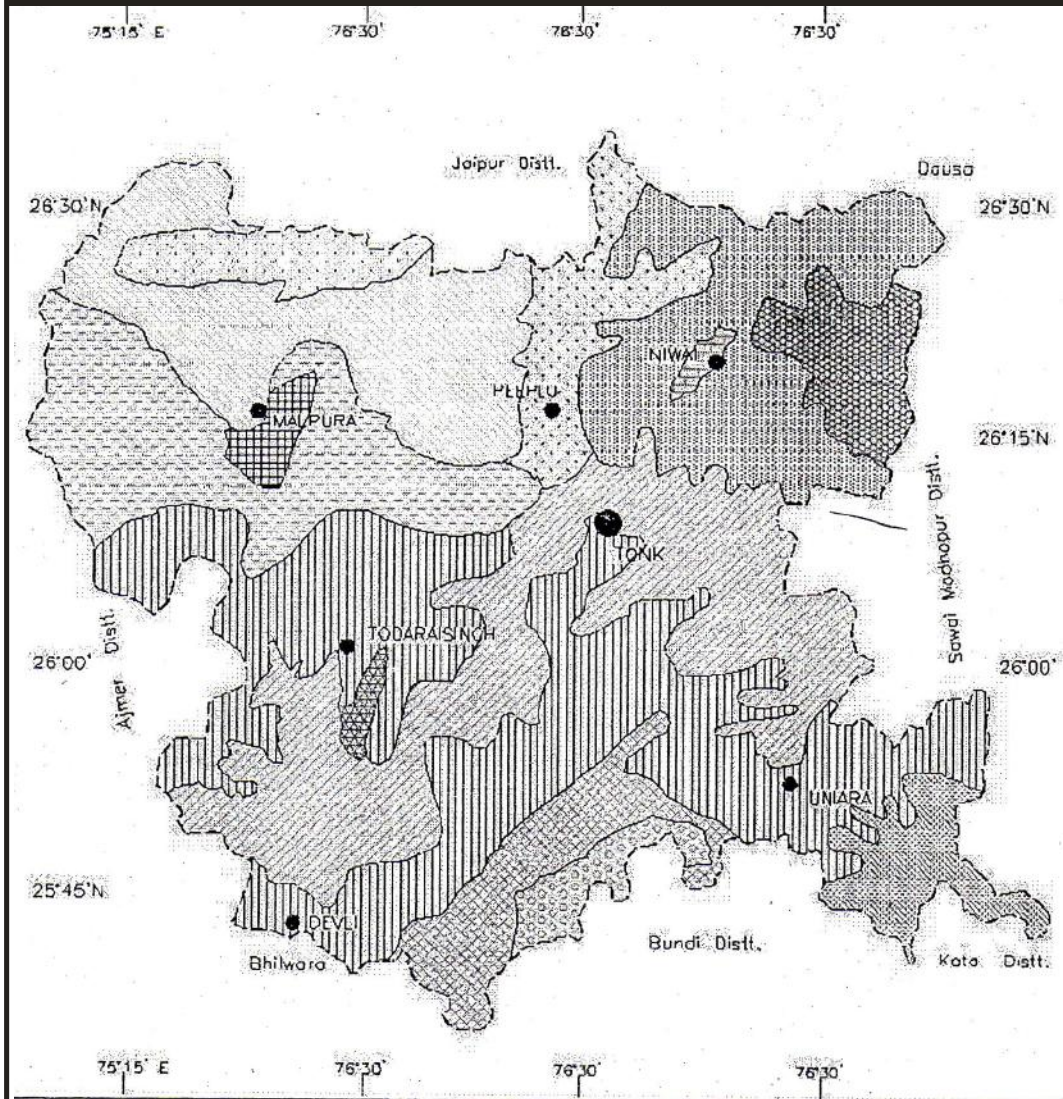 75°15' E 76°30' 76°30' 76°30'
Jaipur Distt.
Dausa
26°30'N 26°30'N
NIWAI
PEEPLU
MALPURA
26°15'
Sawai Madhopur Distt.
TONK
TODARAISINGH
Ajmer Distt.
26°00' 26°00'
UNIARA
25°45'N
DEVLI
Bundi Distt.
Bhilwara
Kota Distt.
75°15' E 76°30' 76°30' 76°30'